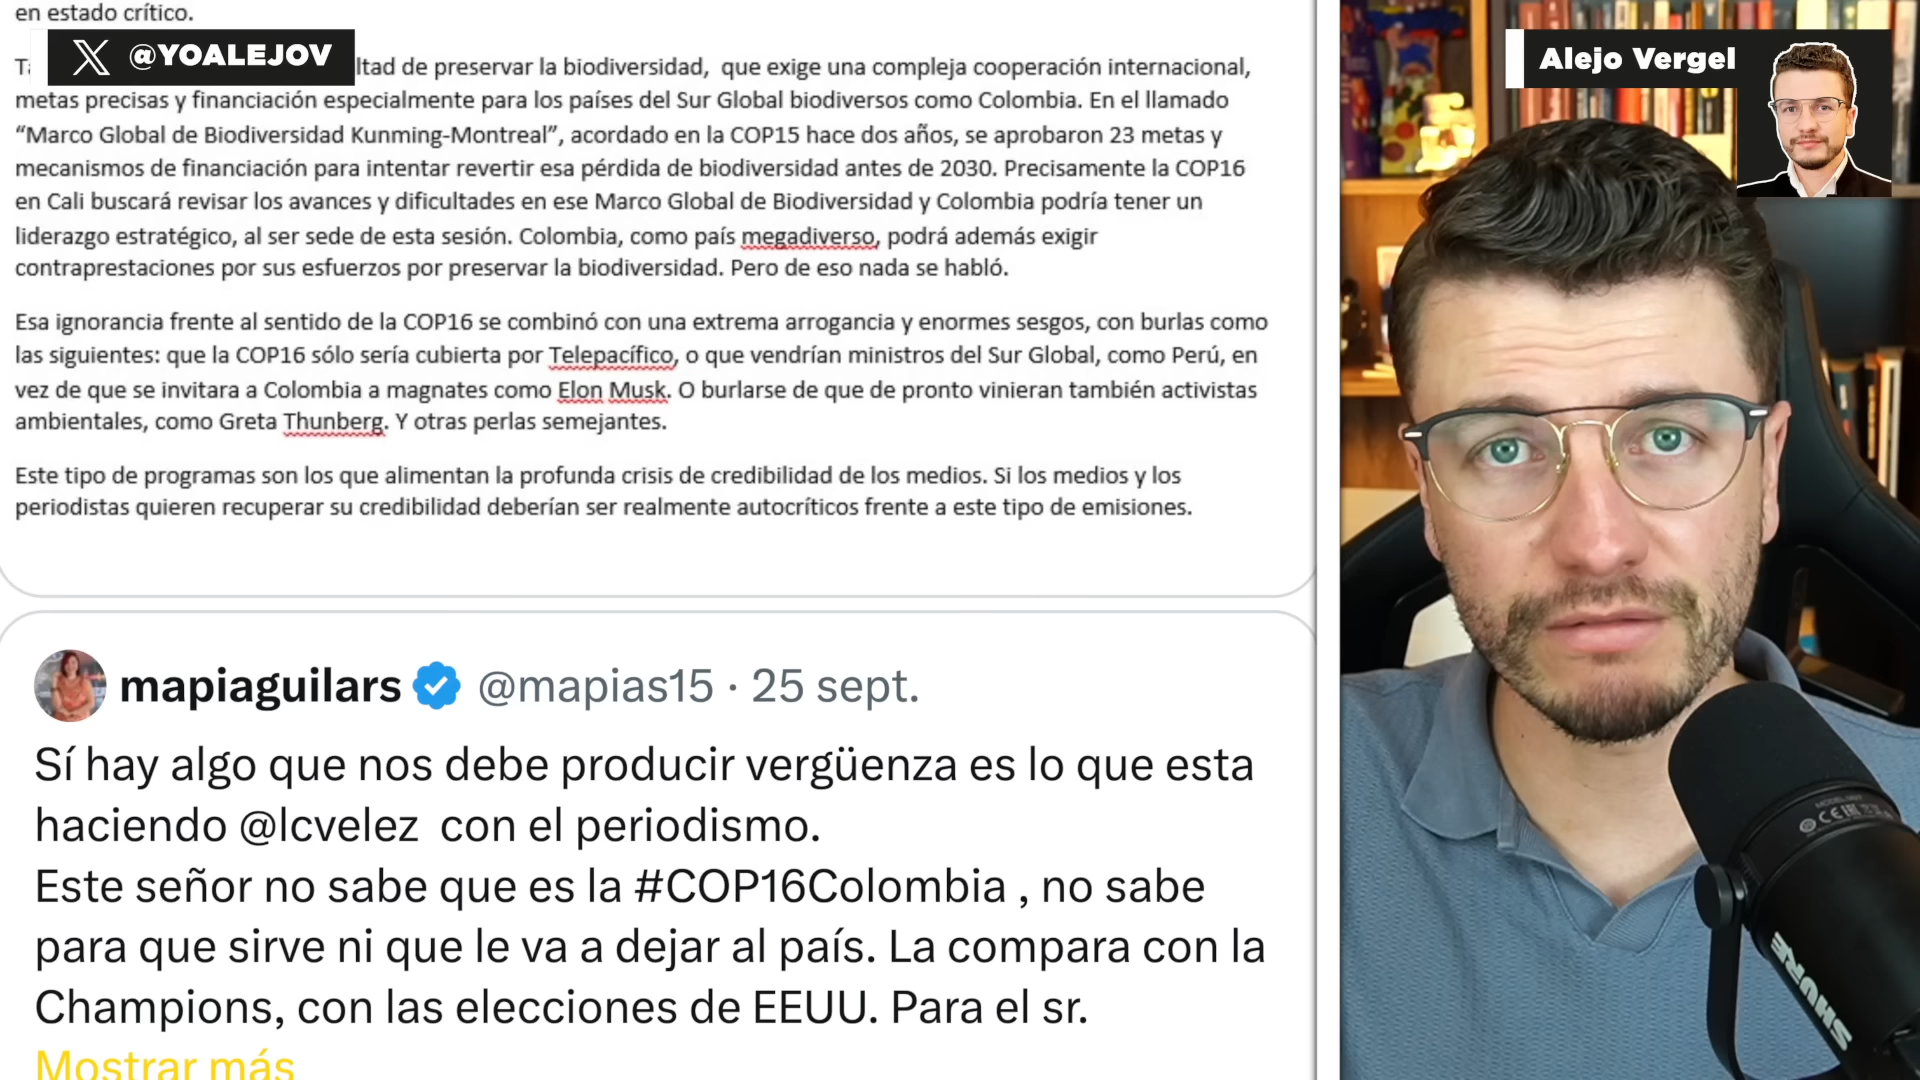 en estado crítico.
@YOALEJOV
ltad de preservar la biodiversidad, que exige una compleja cooperación internacional,
metas precisas y financiación especialmente para los países del Sur Global biodiversos como Colombia. En el llamado
“Marco Global de Biodiversidad Kunming-Montreal”, acordado en la COP15 hace dos años, se aprobaron 23 metas y
mecanismos de financiación para intentar revertir esa pérdida de biodiversidad antes de 2030. Precisamente la COP16
en Cali buscará revisar los avances y dificultades en ese Marco Global de Biodiversidad y Colombia podría tener un
liderazgo estratégico, al ser sede de esta sesión. Colombia, como país megadiverso, podrá además exigir
contraprestaciones por sus esfuerzos por preservar la biodiversidad. Pero de eso nada se habló.
Esa ignorancia frente al sentido de la COP16 se combinó con una extrema arrogancia y enormes sesgos, con burlas como
las siguientes: que la COP16 sólo sería cubierta por Telepacífico, o que vendrían ministros del Sur Global, como Perú, en
vez de que se invitara a Colombia a magnates como Elon Musk. O burlarse de que de pronto vinieran también activistas
ambientales, como Greta Thunberg. Y otras perlas semejantes.
Este tipo de programas son los que alimentan la profunda crisis de credibilidad de los medios. Si los medios y los
periodistas quieren recuperar su credibilidad deberían ser realmente autocríticos frente a este tipo de emisiones.
mapiaguilars @mapias15 · 25 sept.
Sí hay algo que nos debe producir vergüenza es lo que esta
haciendo @lcvelez con el periodismo.
Este señor no sabe que es la #COP16Colombia , no sabe
para que sirve ni que le va a dejar al país. La compara con la
Champions, con las elecciones de EEUU. Para el sr.
Mostrar más
Alejo Vergel
SHURE